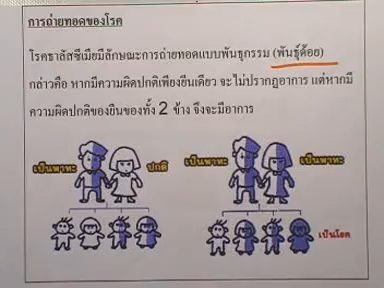 การถ่ายทอดของโรค
โรคธาลัสซีเมียมีลักษณะการถ่ายทอดแบบพันธุกรรม (พันธุ์ด้อย)
กล่าวคือ หากมีความผิดปกติเพียงยีนเดียว จะไม่ปรากฏอาการ แต่หากมี
ความผิดปกติของยีนของทั้ง 2 ข้าง จึงจะมีอาการ
เป็นพาหะ ปกติ เป็นพาหะ เป็นพาหะ
เป็นโรค